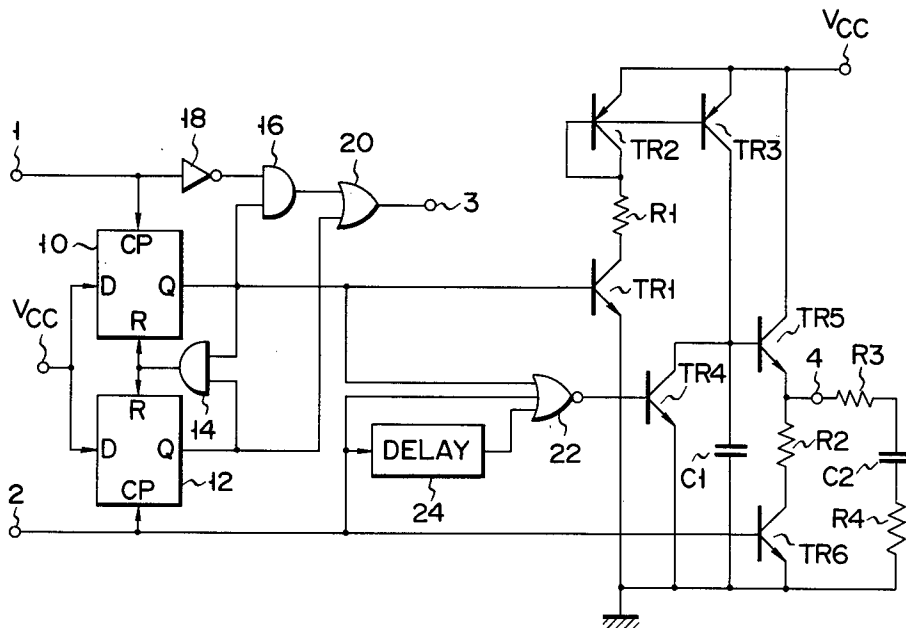 VCC
1
18
16
20
3
TR2
TR3
R1
10
CP
D
Q
R
TR1
VCC
TR5
4
R3
TR4
14
R
D
Q
12
CP
DELAY
22
24
C1
R2
C2
2
R4
TR6